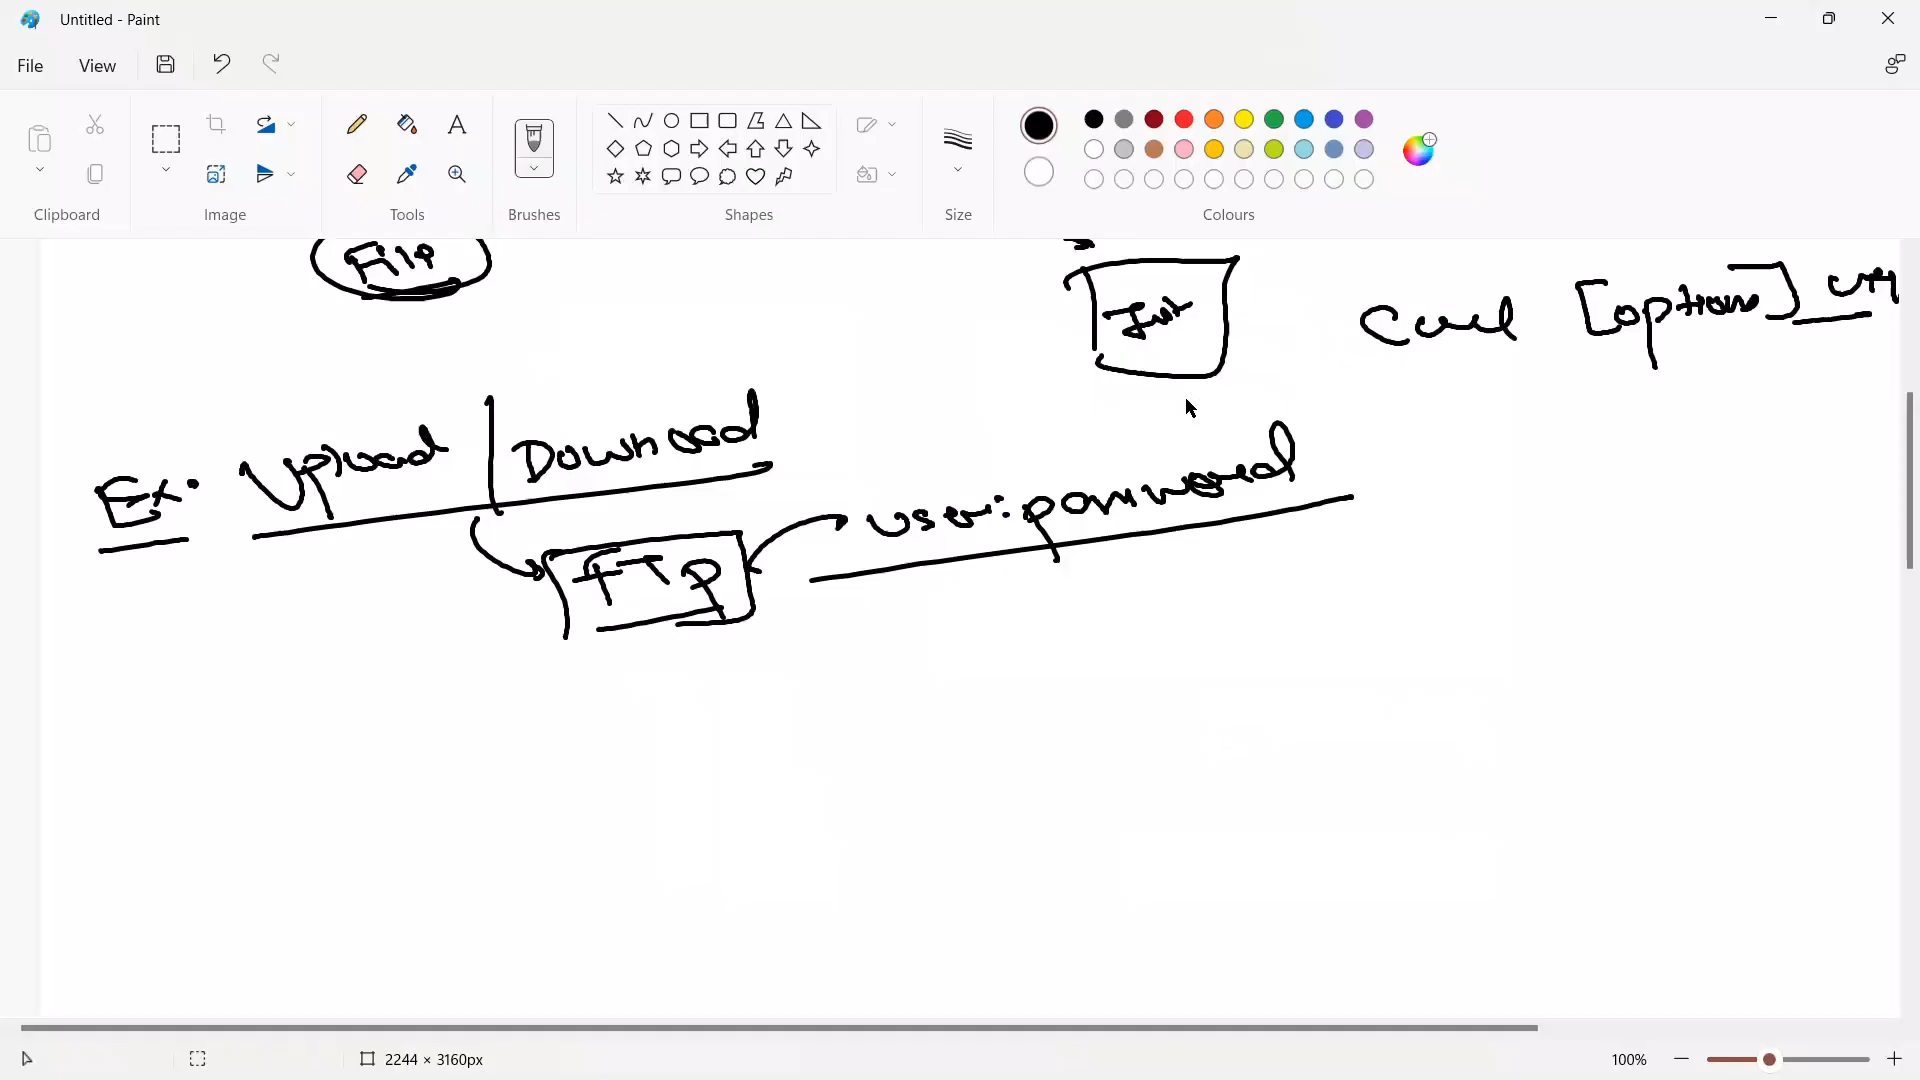 Untitled - Paint
File View
Clipboard Image Tools Brushes Shapes Size Colours
File
Int
curl [options] url
Ex: Upload | Download
user:password
FTP
2244 × 3160px 100%